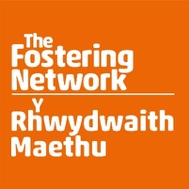 The
Fostering
Network
Y
Rhwydwaith
Maethu